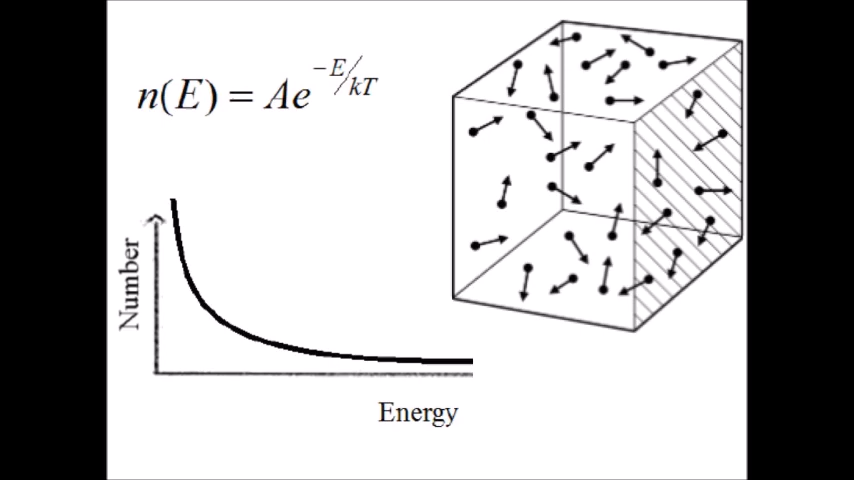 n(E) = Ae^{-E/kT}
Number
Energy